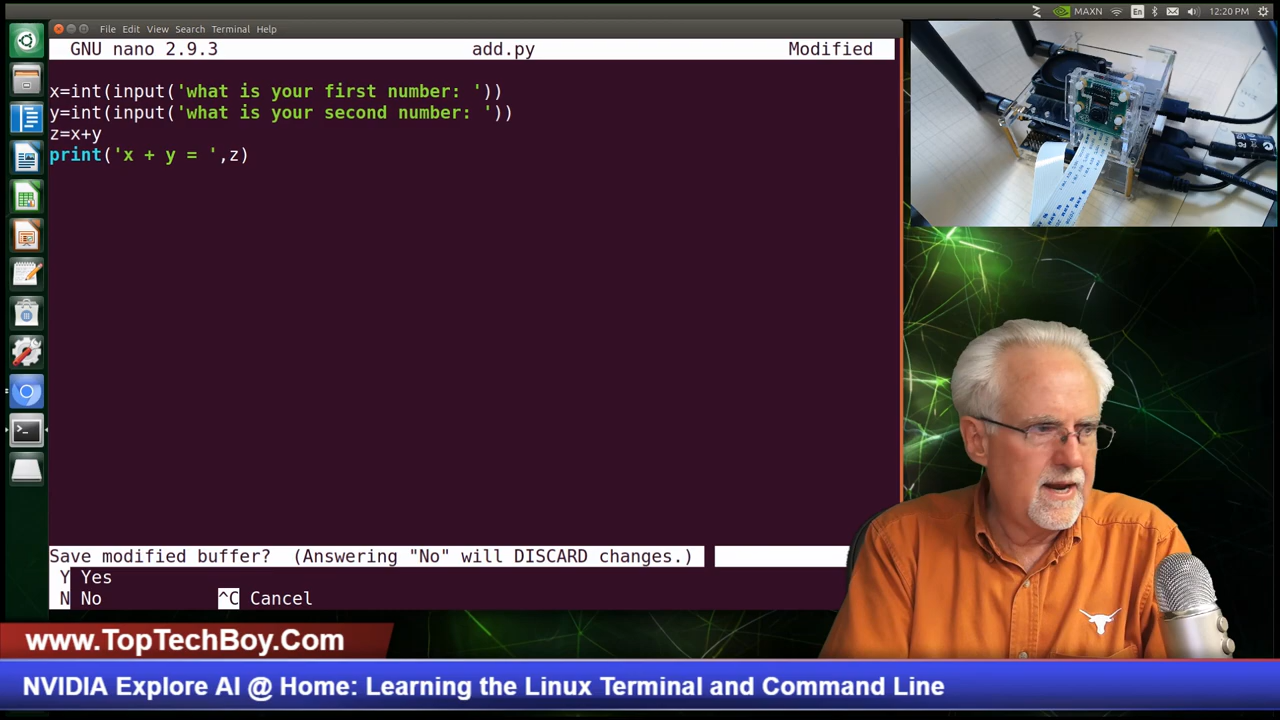 MAXN En 12:20 PM
File Edit View Search Terminal Help
GNU nano 2.9.3 add.py Modified
x=int(input('what is your first number: '))
y=int(input('what is your second number: '))
z=x+y
print('x + y = ',z)
Save modified buffer? (Answering "No" will DISCARD changes.)
Y Yes
N No ^C Cancel
www.TopTechBoy.Com
NVIDIA Explore AI @ Home: Learning the Linux Terminal and Command Line